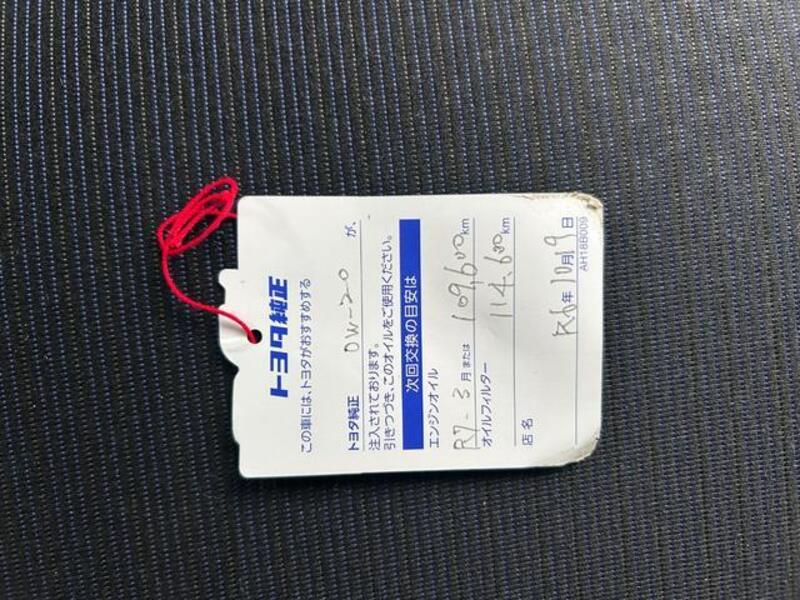 トヨタ純正
この車には、トヨタがおすすめする
トヨタ純正 0W-20 が、
注入されております。
引きつづき、このオイルをご使用ください。
次回交換の目安は
エンジンオイル
R7-3月または 109,600km
オイルフィルター
114,600km
店名
R6年10月19日
AH18B009